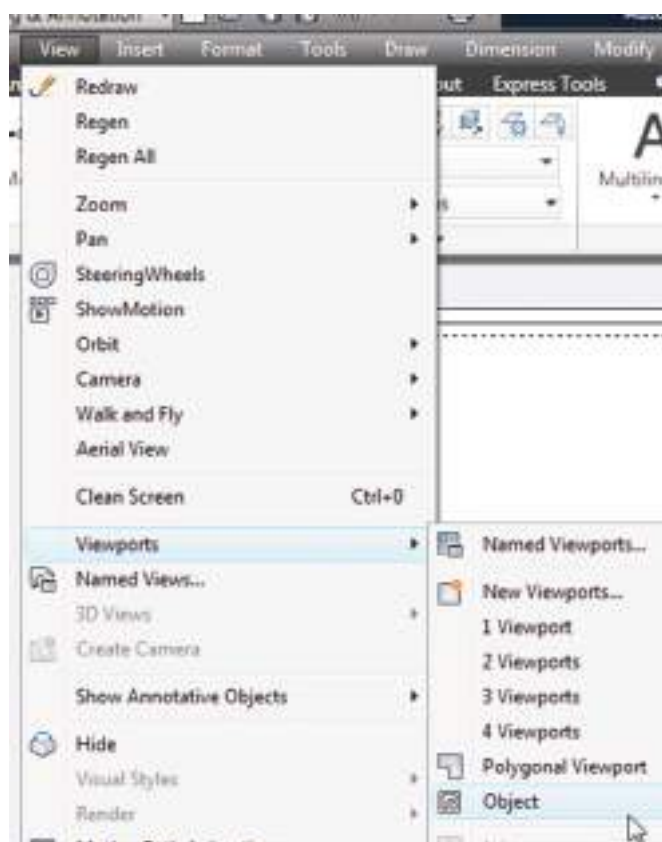 & Annotation
View Insert Format Tools Draw Dimension Modify
Express Tools
Redraw
Regen
Regen All
Zoom
Pan
SteeringWheels
ShowMotion
Orbit
Camera
Walk and Fly
Aerial View
Clean Screen Ctrl+0
Viewports
Named Views...
3D Views
Create Camera
Show Annotative Objects
Hide
Visual Styles
Render
Named Viewports...
New Viewports...
1 Viewport
2 Viewports
3 Viewports
4 Viewports
Polygonal Viewport
Object